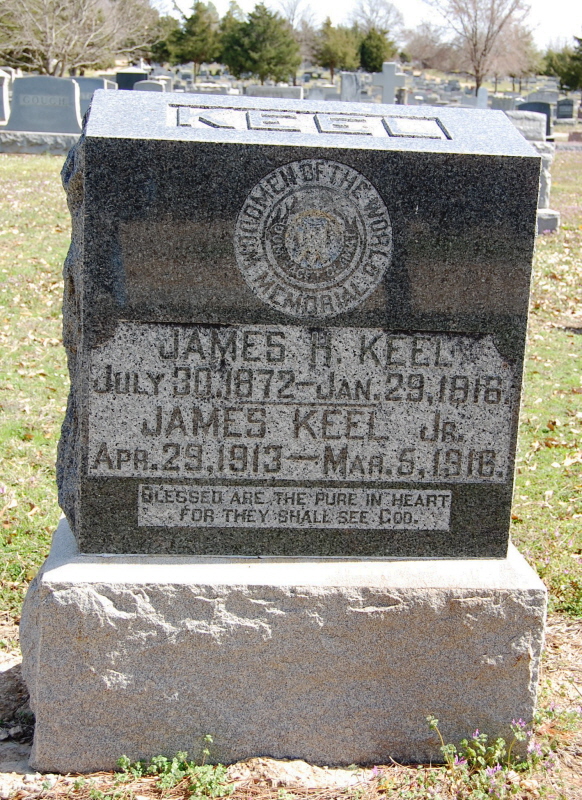 KEEL
WOODMEN OF THE WORLD
MEMORIAL
JAMES H. KEEL
JULY 30, 1872–JAN. 29, 1916.
JAMES KEEL JR.
APR. 29, 1913–MAR. 5, 1916.
BLESSED ARE THE PURE IN HEART
FOR THEY SHALL SEE GOD.